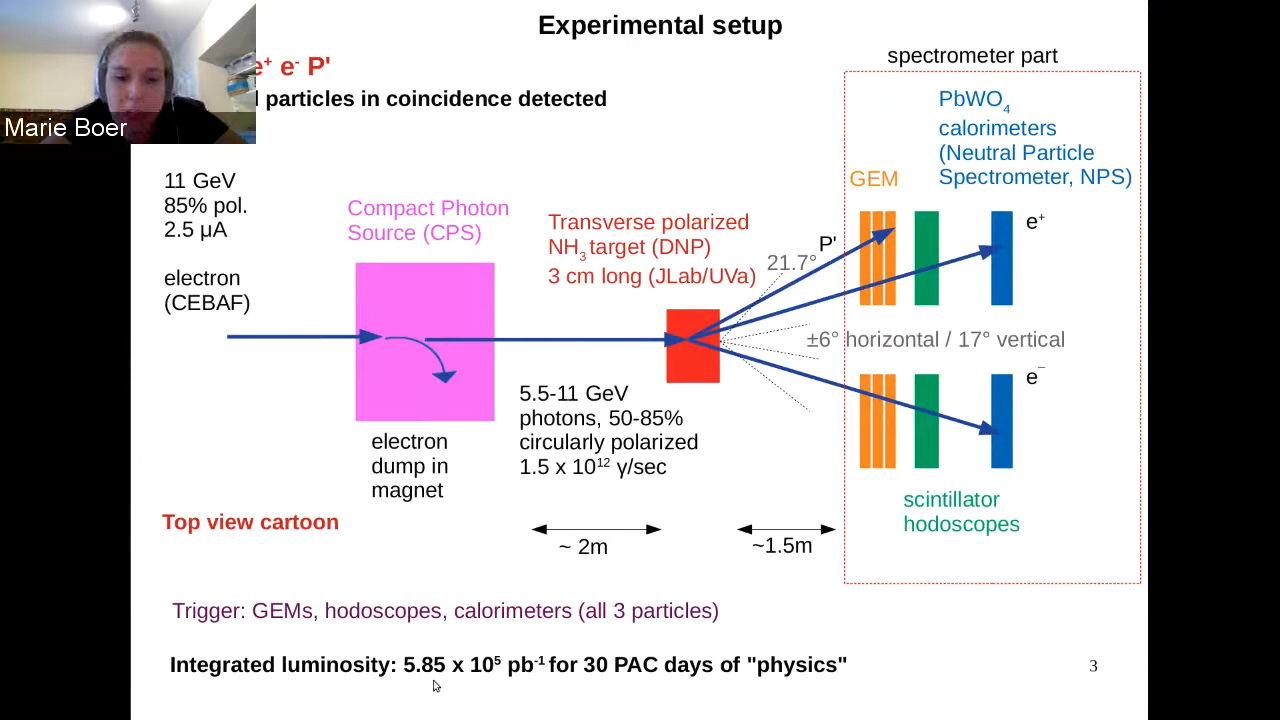 Experimental setup
spectrometer part
e⁺ e⁻ P'
particles in coincidence detected
Marie Boer
PbWO₄
calorimeters
(Neutral Particle
Spectrometer, NPS)
GEM
11 GeV
85% pol.
2.5 µA
electron
(CEBAF)
Compact Photon
Source (CPS)
Transverse polarized
NH₃ target (DNP)
3 cm long (JLab/UVa)
P'
21.7°
e⁺
±6° horizontal / 17° vertical
e⁻
5.5-11 GeV
photons, 50-85%
circularly polarized
1.5 x 10¹² γ/sec
electron
dump in
magnet
scintillator
hodoscopes
Top view cartoon
~ 2m
~1.5m
Trigger: GEMs, hodoscopes, calorimeters (all 3 particles)
Integrated luminosity: 5.85 x 10⁵ pb⁻¹ for 30 PAC days of "physics"
3